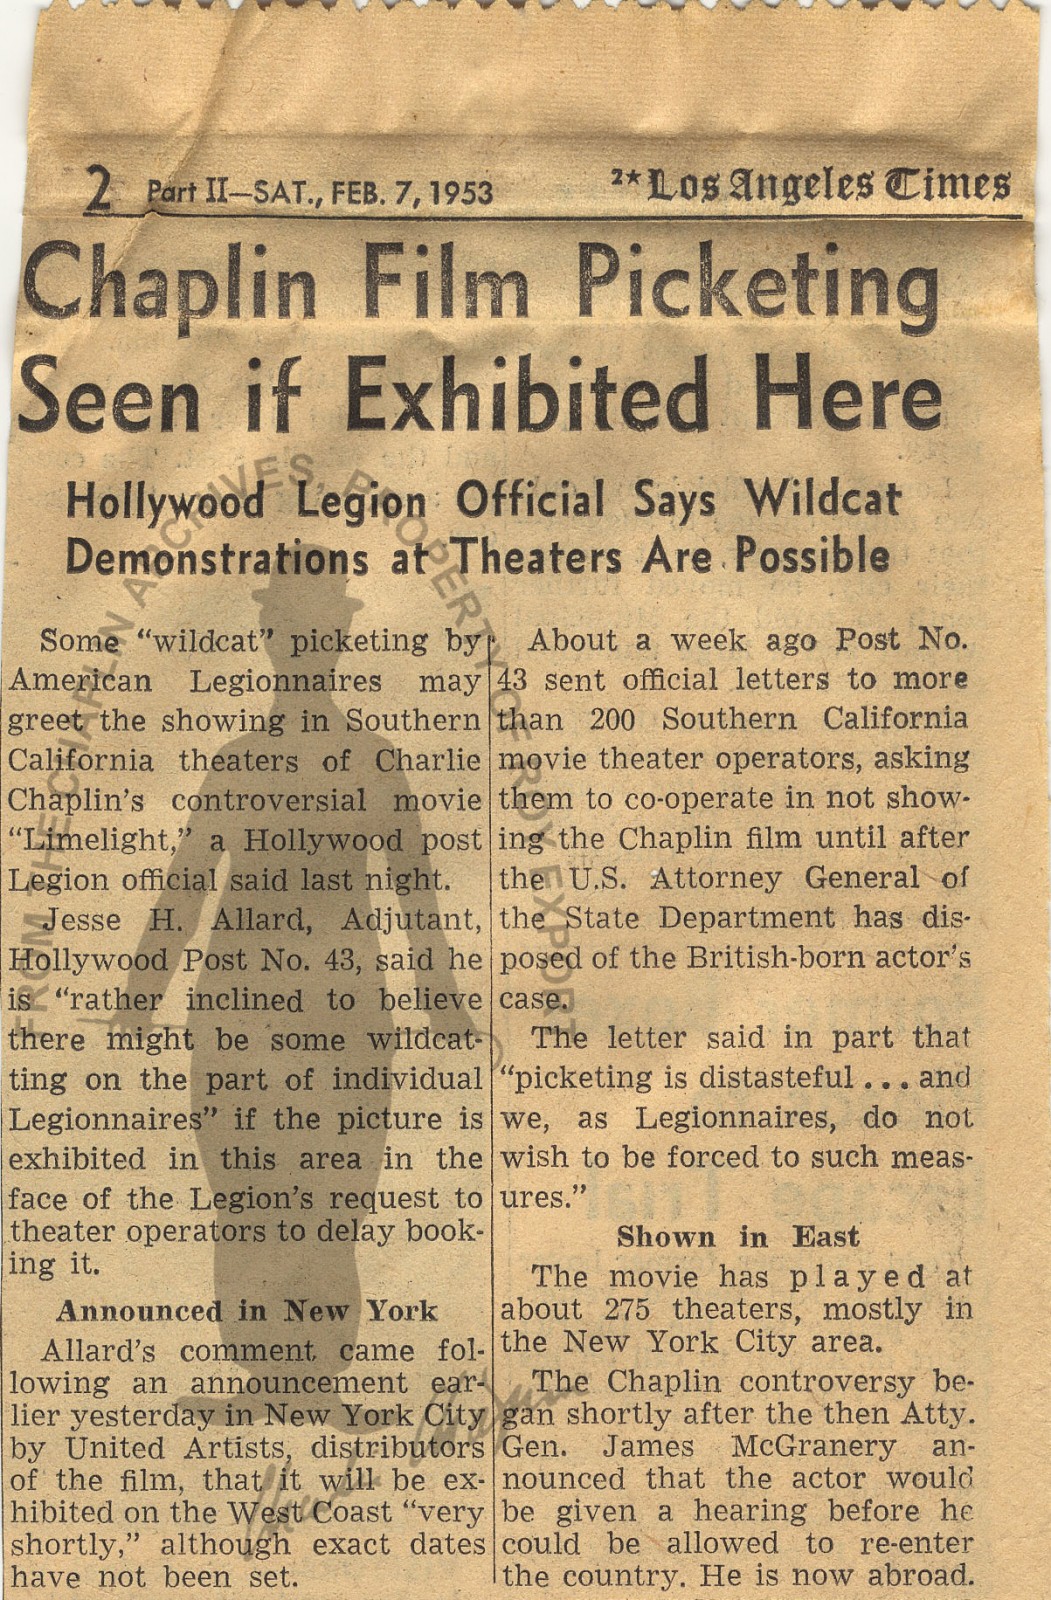 2 Part II—SAT., FEB. 7, 1953 2★ Los Angeles Times
Chaplin Film Picketing
Seen if Exhibited Here
Hollywood Legion Official Says Wildcat
Demonstrations at Theaters Are Possible
Some “wildcat” picketing by
American Legionnaires may
greet the showing in Southern
California theaters of Charlie
Chaplin’s controversial movie
“Limelight,” a Hollywood post
Legion official said last night.
Jesse H. Allard, Adjutant,
Hollywood Post No. 43, said he
is “rather inclined to believe
there might be some wildcat-
ting on the part of individual
Legionnaires” if the picture is
exhibited in this area in the
face of the Legion’s request to
theater operators to delay book-
ing it.
Announced in New York
Allard’s comment came fol-
lowing an announcement ear-
lier yesterday in New York City
by United Artists, distributors
of the film, that it will be ex-
hibited on the West Coast “very
shortly,” although exact dates
have not been set.
About a week ago Post No.
43 sent official letters to more
than 200 Southern California
movie theater operators, asking
them to co-operate in not show-
ing the Chaplin film until after
the U.S. Attorney General of
the State Department has dis-
posed of the British-born actor’s
case.
The letter said in part that
“picketing is distasteful . . . and
we, as Legionnaires, do not
wish to be forced to such meas-
ures.”
Shown in East
The movie has played at
about 275 theaters, mostly in
the New York City area.
The Chaplin controversy be-
gan shortly after the then Atty.
Gen. James McGranery an-
nounced that the actor would
be given a hearing before he
could be allowed to re-enter
the country. He is now abroad.
FROM THE CHAPLIN ARCHIVES, PROPERTY OF ROY EXPORT